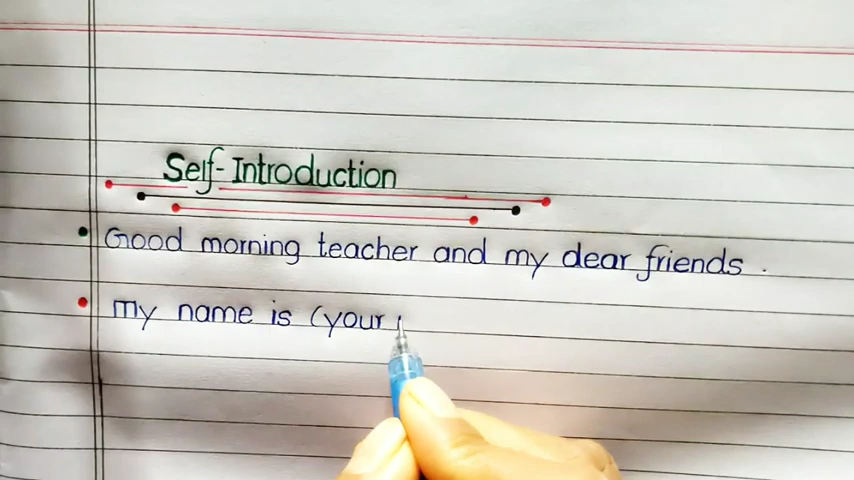 Self-Introduction
Good morning teacher and my dear friends.
my name is (your